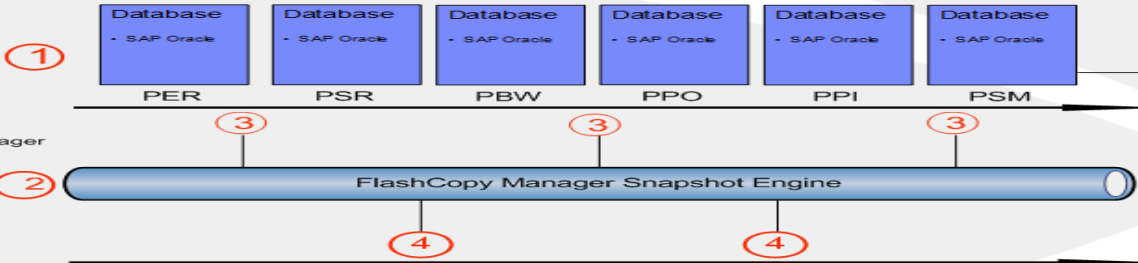 Database Database Database Database Database Database
• SAP Oracle • SAP Oracle • SAP Oracle • SAP Oracle • SAP Oracle • SAP Oracle
1
PER PSR PBW PPO PPI PSM
3 3 3
ager
2 FlashCopy Manager Snapshot Engine
4 4